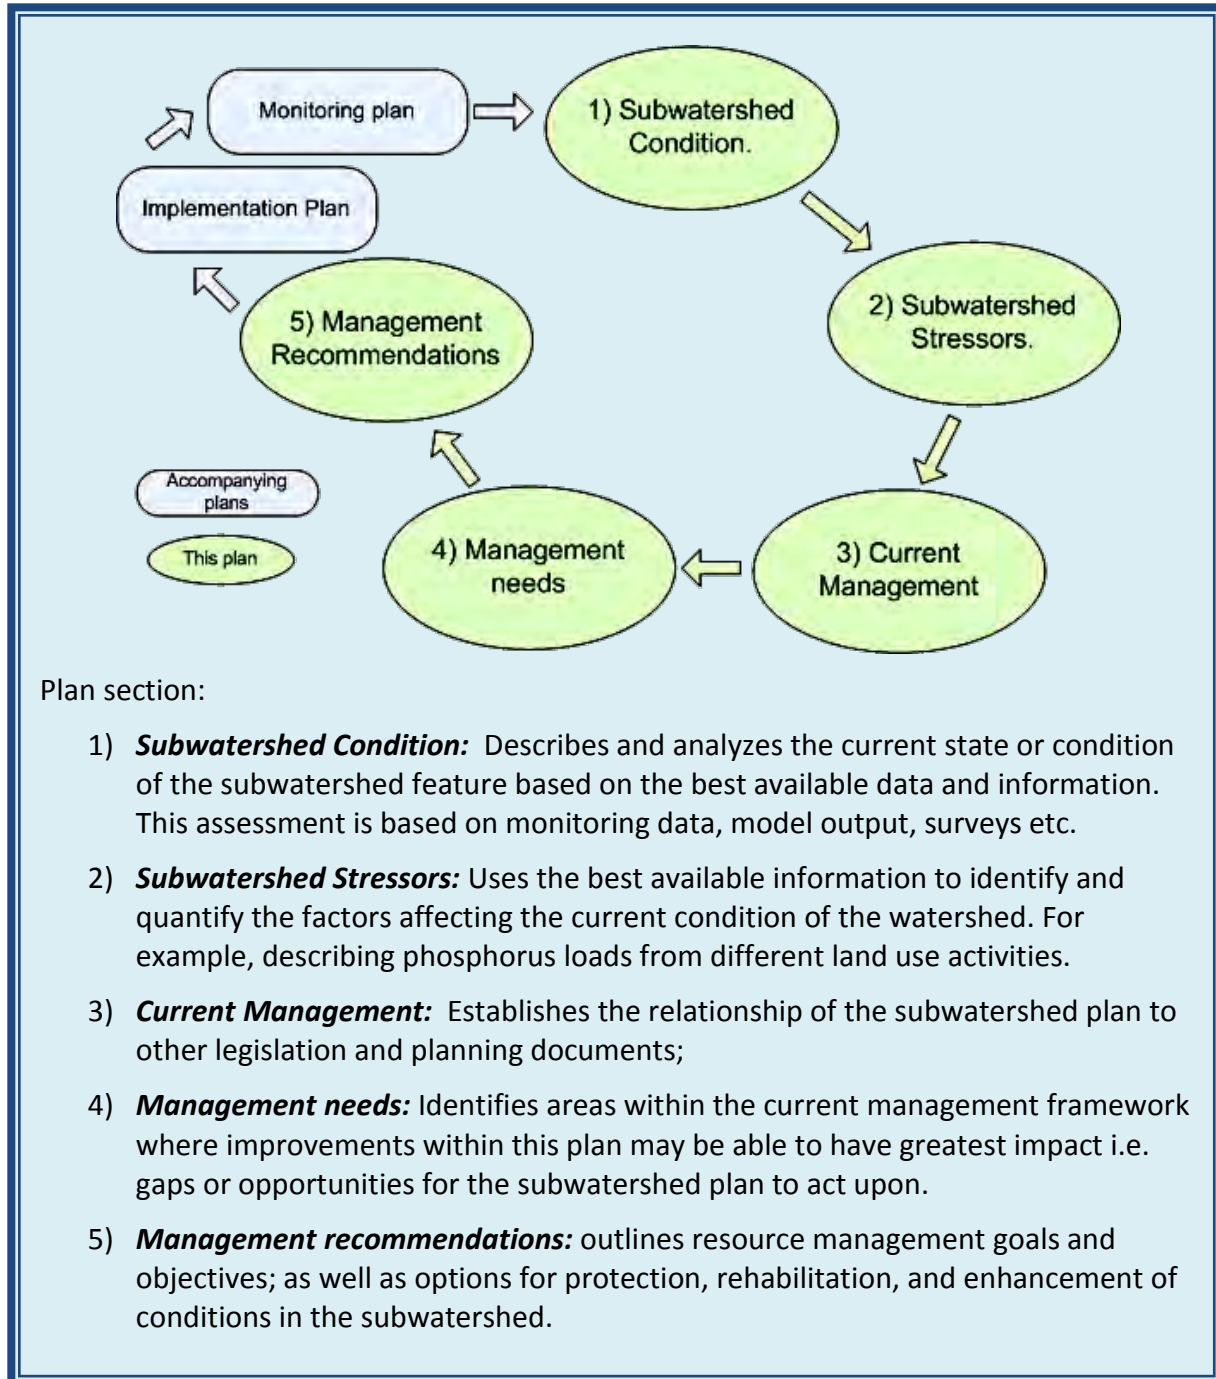 Monitoring plan
1) Subwatershed
Condition.
Implementation Plan
2) Subwatershed
Stressors.
5) Management
Recommendations
Accompanying
plans
4) Management
needs
3) Current
Management
This plan
Plan section:
1) Subwatershed Condition: Describes and analyzes the current state or condition
of the subwatershed feature based on the best available data and information.
This assessment is based on monitoring data, model output, surveys etc.
2) Subwatershed Stressors: Uses the best available information to identify and
quantify the factors affecting the current condition of the watershed. For
example, describing phosphorus loads from different land use activities.
3) Current Management: Establishes the relationship of the subwatershed plan to
other legislation and planning documents;
4) Management needs: Identifies areas within the current management framework
where improvements within this plan may be able to have greatest impact i.e.
gaps or opportunities for the subwatershed plan to act upon.
5) Management recommendations: outlines resource management goals and
objectives; as well as options for protection, rehabilitation, and enhancement of
conditions in the subwatershed.